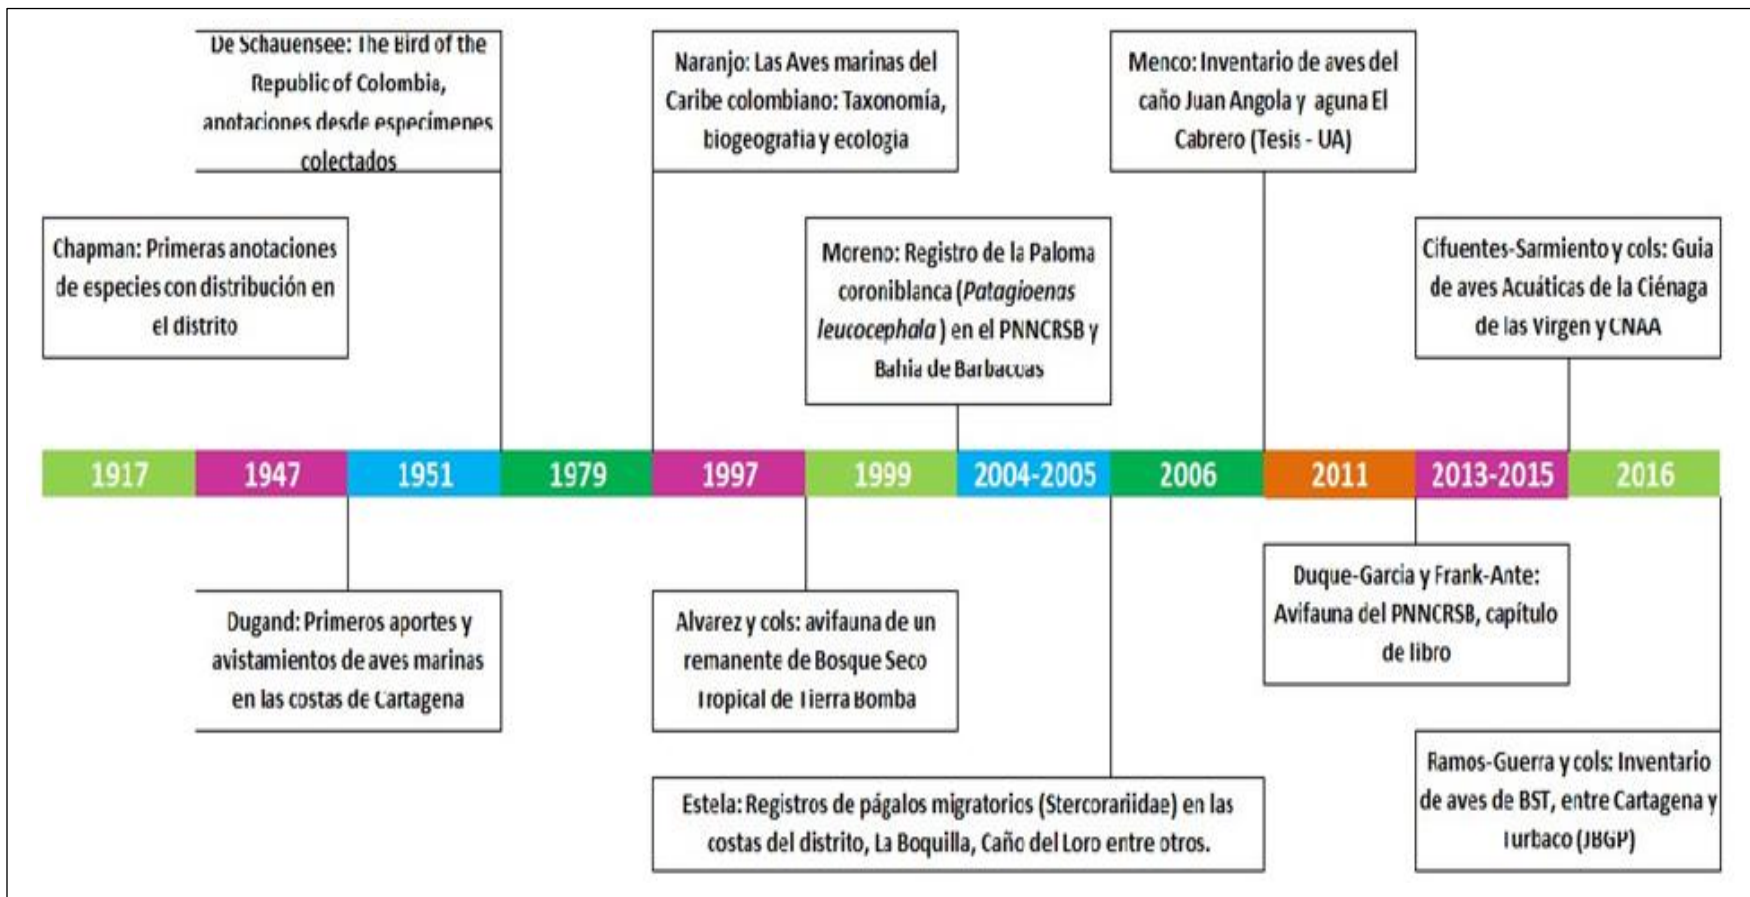 De Schauensee: The Bird of the
Republic of Colombia,
anotaciones desde especímenes
colectados
Naranjo: Las Aves marinas del
Caribe colombiano: Taxonomía,
biogeografia y ecologia
Menco: Inventario de aves del
caño Juan Angola y aguna El
Cabrero (Tesis - UA)
Chapman: Primeras anotaciones
de especies con distribución en
el distrito
Moreno: Registro de la Paloma
coroniblanca (Patagioenas
leucocephala ) en el PNNCRSB y
Bahia de Barbacoas
Cifuentes-Sarmiento y cols: Guia
de aves Acuáticas de la Ciénaga
de las Virgen y CNAA
1917 1947 1951 1979 1997 1999 2004-2005 2006 2011 2013-2015 2016
Dugand: Primeros aportes y
avistamientos de aves marinas
en las costas de Cartagena
Alvarez y cols: avifauna de un
remanente de Bosque Seco
Tropical de Tierra Bomba
Duque-Garcia y Frank-Ante:
Avifauna del PNNCRSB, capítulo
de libro
Estela: Registros de págalos migratorios (Stercorariidae) en las
costas del distrito, La Boquilla, Caño del Loro entre otros.
Ramos-Guerra y cols: Inventario
de aves de BST, entre Cartagena y
Turbaco (JBGP)